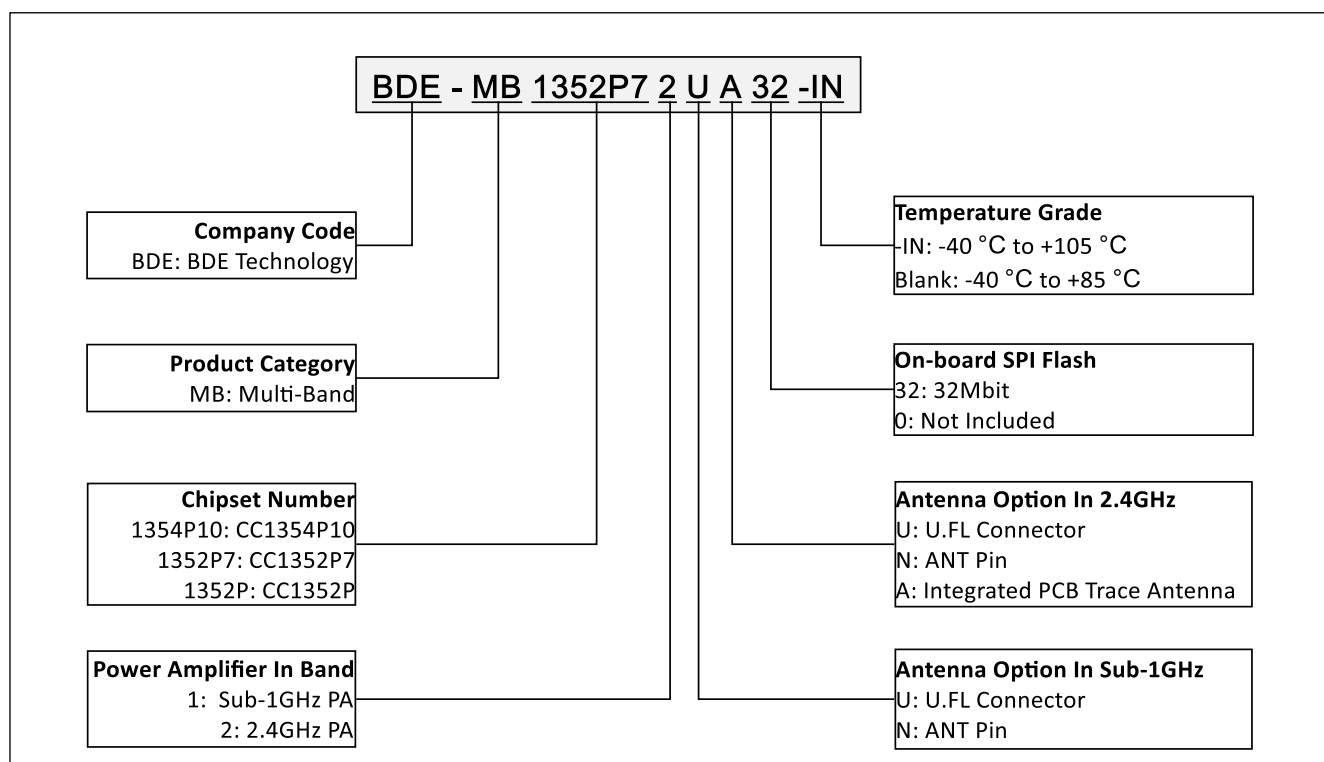 BDE - MB 1352P7 2 U A 32 -IN
Company Code
BDE: BDE Technology
Product Category
MB: Multi-Band
Chipset Number
1354P10: CC1354P10
1352P7: CC1352P7
1352P: CC1352P
Power Amplifier In Band
1: Sub-1GHz PA
2: 2.4GHz PA
Temperature Grade
-IN: -40 °C to +105 °C
Blank: -40 °C to +85 °C
On-board SPI Flash
32: 32Mbit
0: Not Included
Antenna Option In 2.4GHz
U: U.FL Connector
N: ANT Pin
A: Integrated PCB Trace Antenna
Antenna Option In Sub-1GHz
U: U.FL Connector
N: ANT Pin